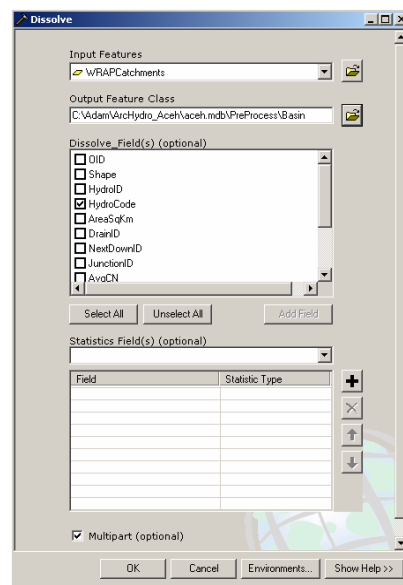 Dissolve
Input Features
WRAPCatchments
Output Feature Class
C:\Adam\ArcHydro_Aceh\aceh.mdb\PreProcess\Basin
Dissolve_Field(s) (optional)
OID
Shape
HydroID
HydroCode
AreaSqKm
DrainID
NextDownID
JunctionID
AvgCN
Select All Unselect All Add Field
Statistics Field(s) (optional)
Field Statistic Type
Multipart (optional)
OK Cancel Environments... Show Help >>